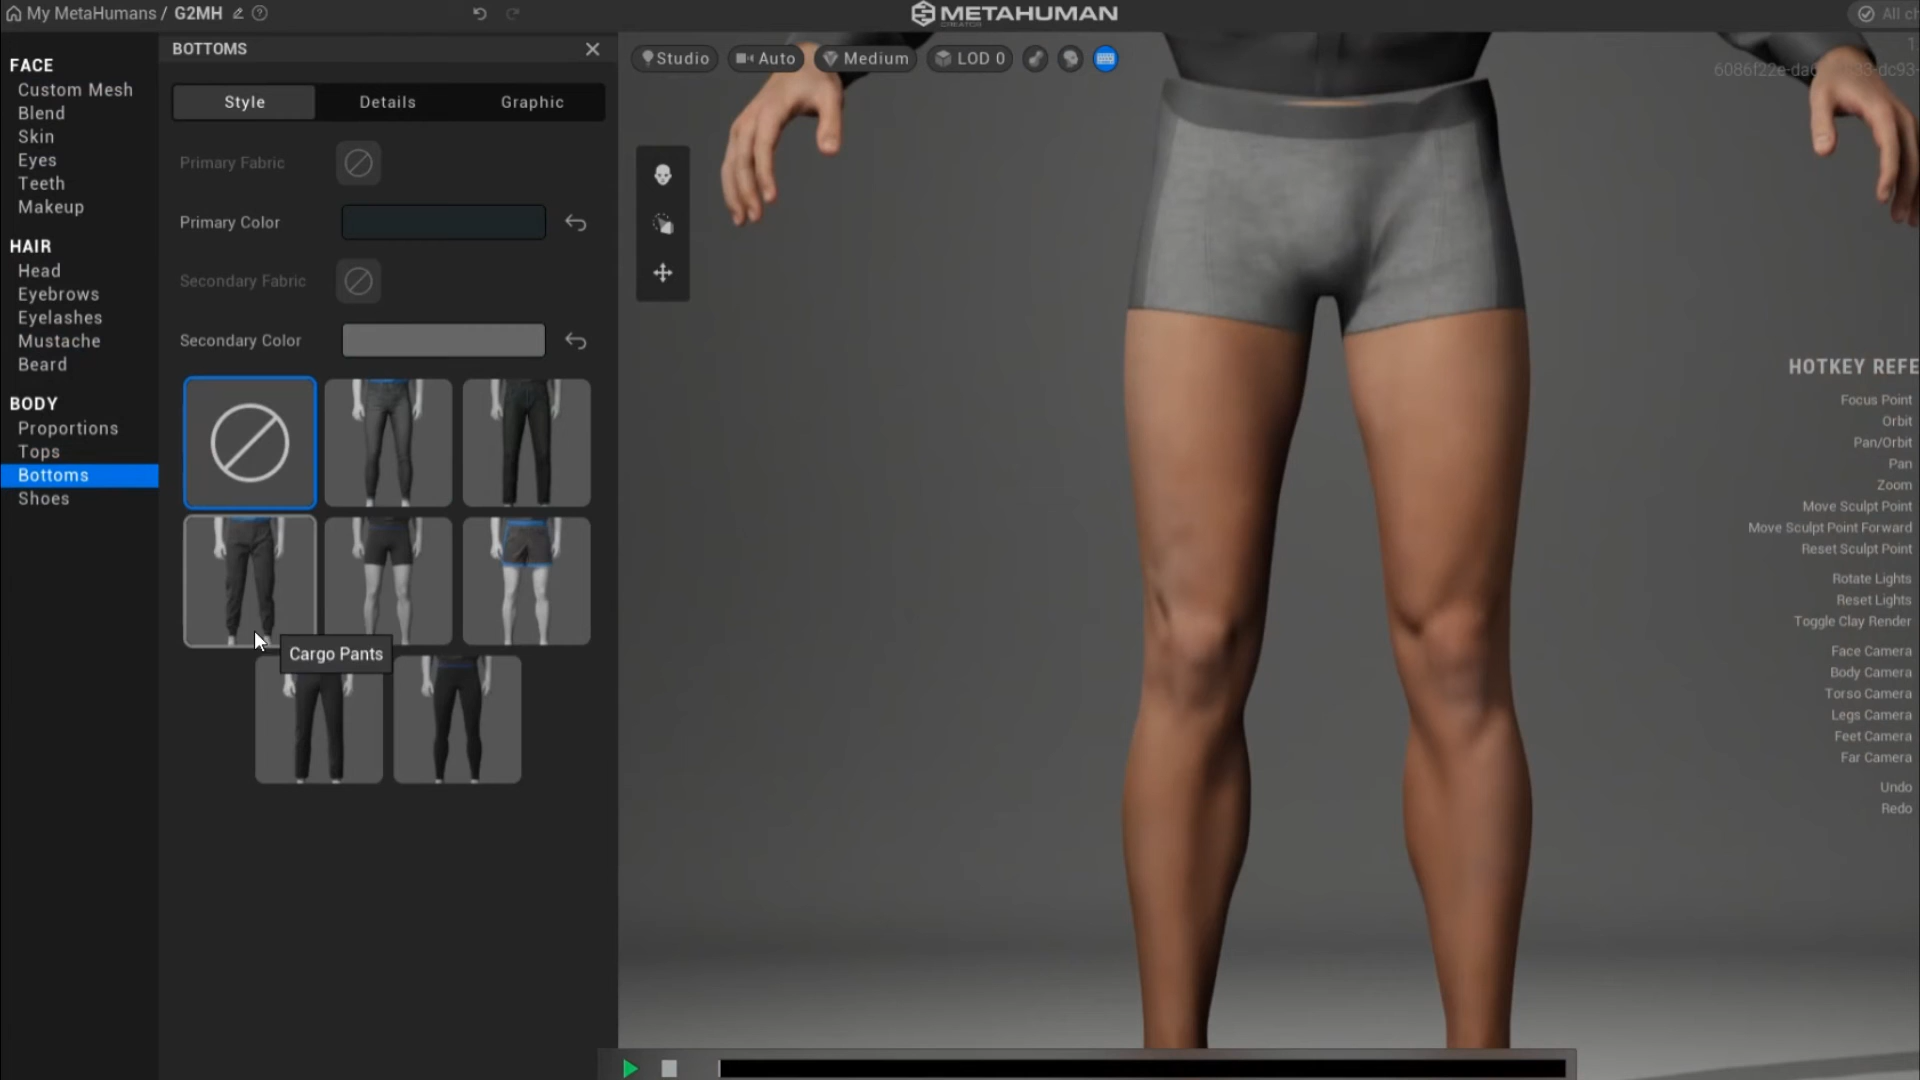 My MetaHumans / G2MH
METAHUMAN
CREATOR
All ch
FACE
Custom Mesh
Blend
Skin
Eyes
Teeth
Makeup
HAIR
Head
Eyebrows
Eyelashes
Mustache
Beard
BODY
Proportions
Tops
Bottoms
Shoes
BOTTOMS
Style
Details
Graphic
Primary Fabric
Primary Color
Secondary Fabric
Secondary Color
Cargo Pants
Studio
Auto
Medium
LOD 0
HOTKEY REFE
Focus Point
Orbit
Pan/Orbit
Pan
Zoom
Move Sculpt Point
Move Sculpt Point Forward
Reset Sculpt Point
Rotate Lights
Reset Lights
Toggle Clay Render
Face Camera
Body Camera
Torso Camera
Legs Camera
Feet Camera
Far Camera
Undo
Redo